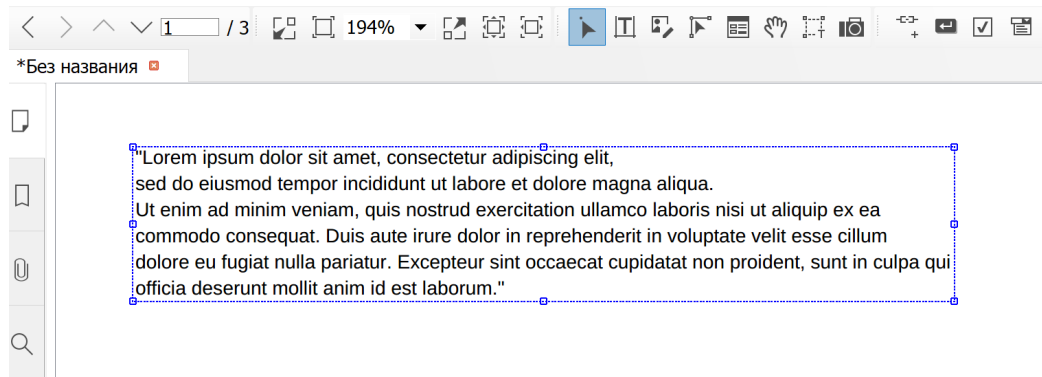 1 / 3 194%
*Без названия
"Lorem ipsum dolor sit amet, consectetur adipiscing elit,
sed do eiusmod tempor incididunt ut labore et dolore magna aliqua.
Ut enim ad minim veniam, quis nostrud exercitation ullamco laboris nisi ut aliquip ex ea
commodo consequat. Duis aute irure dolor in reprehenderit in voluptate velit esse cillum
dolore eu fugiat nulla pariatur. Excepteur sint occaecat cupidatat non proident, sunt in culpa qui
officia deserunt mollit anim id est laborum."